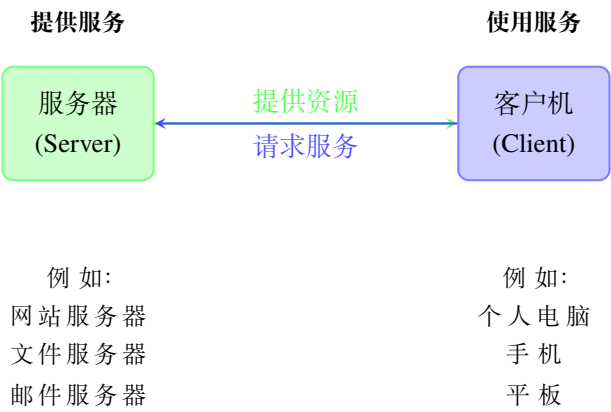 提供服务
使用服务
服务器
(Server)
提供资源
请求服务
客户机
(Client)
例如:
网站服务器
文件服务器
邮件服务器
例如:
个人电脑
手机
平板